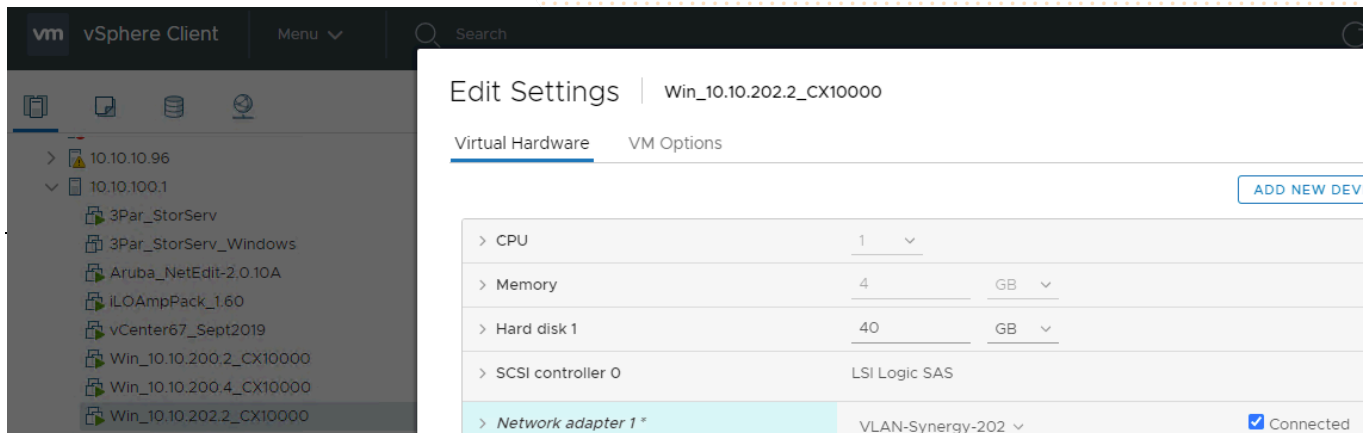 vm vSphere Client Menu Search
Edit Settings Win_10.10.202.2_CX10000
Virtual Hardware VM Options
10.10.10.96
10.10.100.1
ADD NEW DEV
3Par_StorServ
3Par_StorServ_Windows
CPU 1
Aruba_NetEdit-2.0.10A
Memory 4 GB
iLOAmpPack_1.60
vCenter67_Sept2019
Hard disk 1 40 GB
Win_10.10.200.2_CX10000
SCSI controller 0 LSI Logic SAS
Win_10.10.200.4_CX10000
Win_10.10.202.2_CX10000
Network adapter 1 * VLAN-Synergy-202 Connected